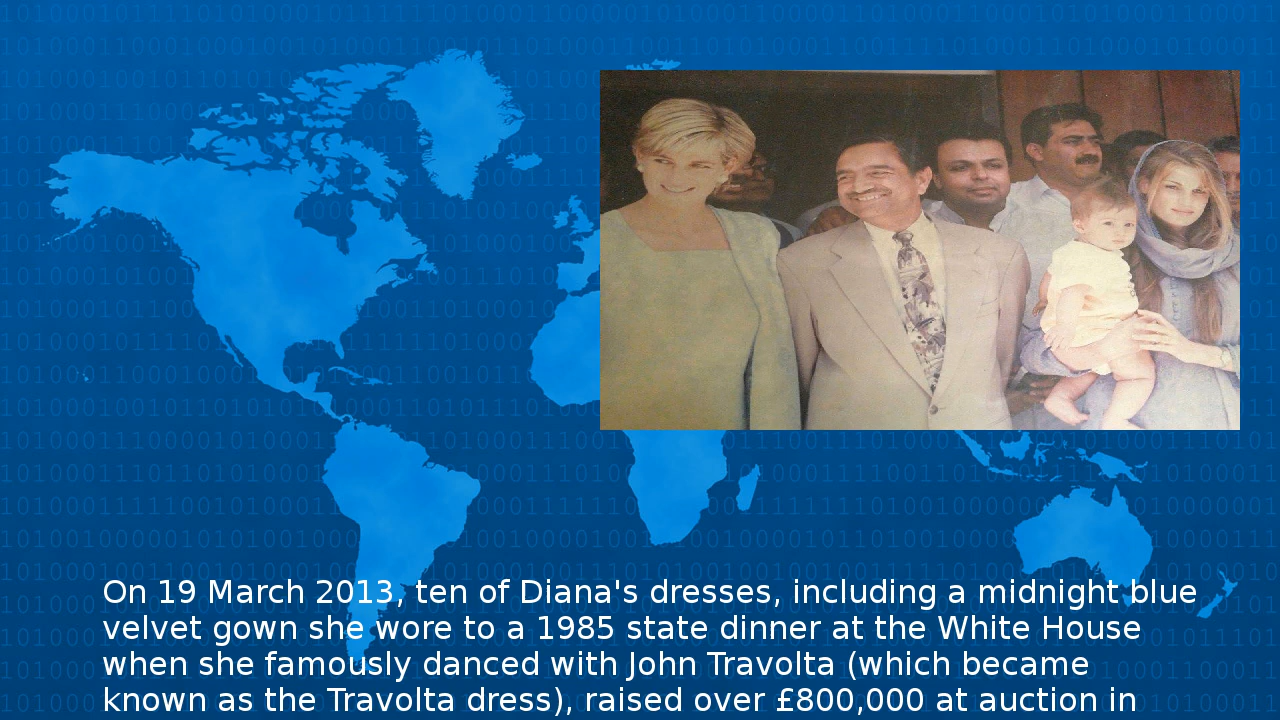 On 19 March 2013, ten of Diana's dresses, including a midnight blue
velvet gown she wore to a 1985 state dinner at the White House
when she famously danced with John Travolta (which became
known as the Travolta dress), raised over £800,000 at auction in